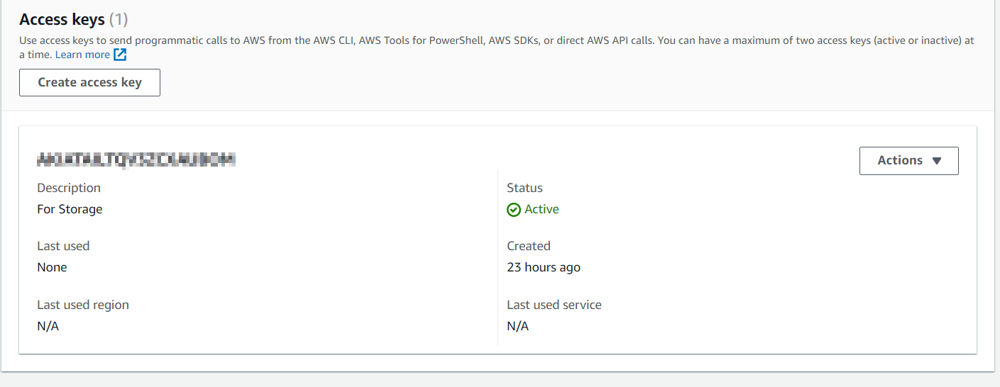 Access keys (1)
Use access keys to send programmatic calls to AWS from the AWS CLI, AWS Tools for PowerShell, AWS SDKs, or direct AWS API calls. You can have a maximum of two access keys (active or inactive) at
a time. Learn more
Create access key
Actions
Description
For Storage
Status
Active
Last used
None
Created
23 hours ago
Last used region
N/A
Last used service
N/A